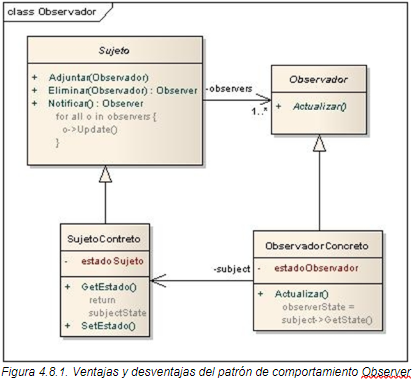 class Observador
Sujeto
+ Adjuntar(Observador)
+ Eliminar(Observador) : Observer
+ Notificar() : Observer
for all o in observers {
o->Update()
}
-observers
1..*
Observador
+ Actualizar()
SujetoContreto
- estadoSujeto
+ GetEstado()
return
subjectState
+ SetEstado()
-subject
ObservadorConcreto
- estadoObservador
+ Actualizar()
observerState =
subject->GetState()
Figura 4.8.1. Ventajas y desventajas del patrón de comportamiento Observer